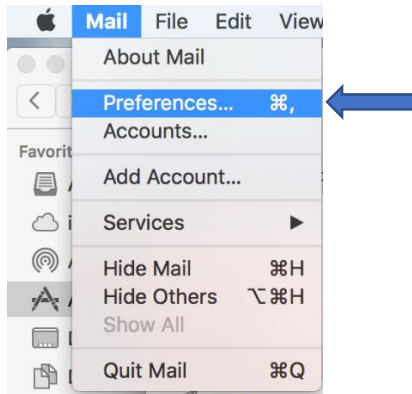 Mail File Edit View
About Mail
Preferences... ⌘,
Accounts...
Favorit
Add Account...
Services ▶
Hide Mail ⌘H
Hide Others ⌥⌘H
Show All
Quit Mail ⌘Q